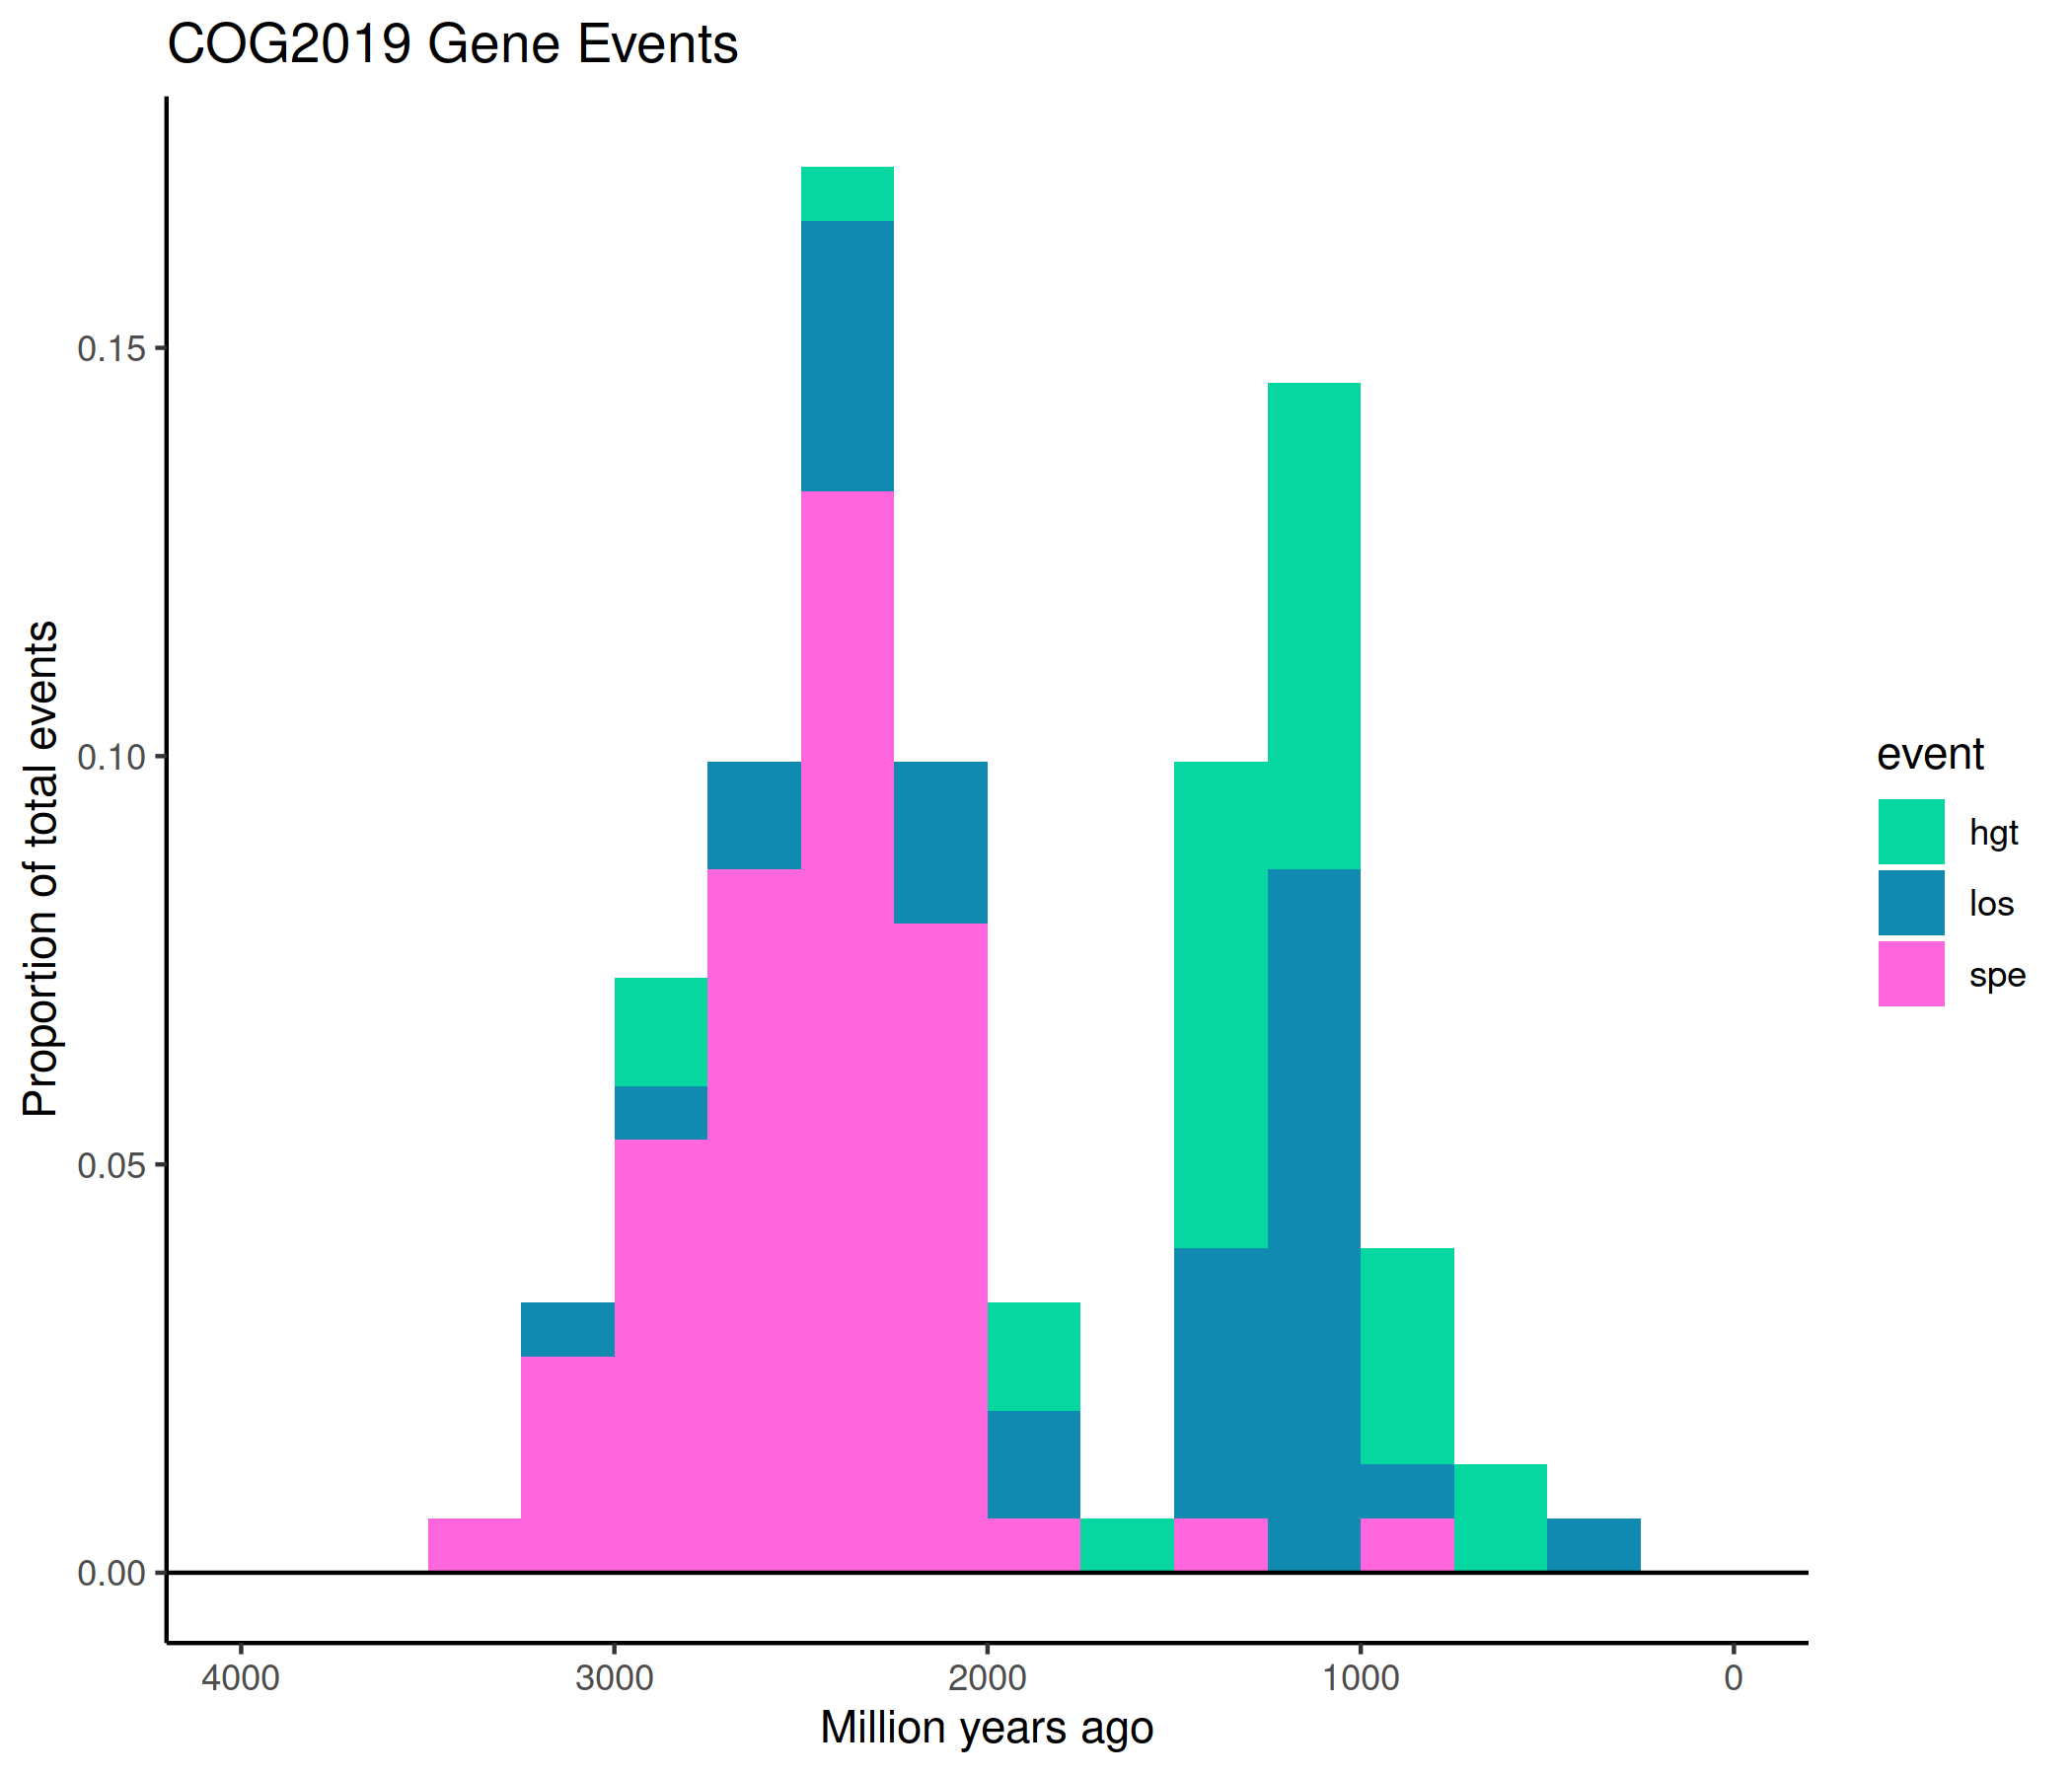 COG2019 Gene Events
Proportion of total events
0.15
0.10
0.05
0.00
4000 3000 2000 1000 0
Million years ago
event
hgt
los
spe